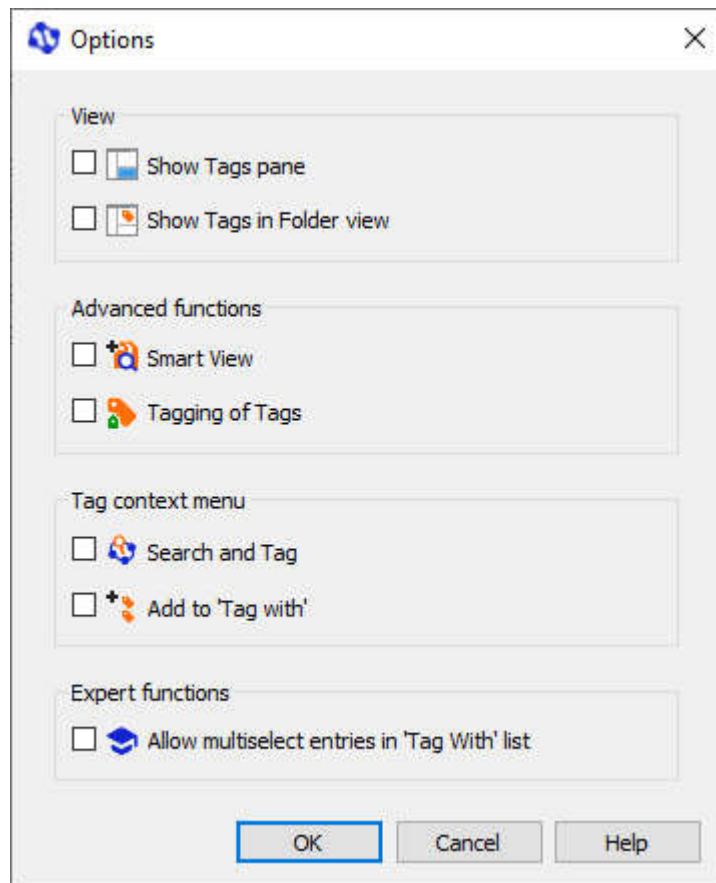 Options
View
Show Tags pane
Show Tags in Folder view
Advanced functions
Smart View
Tagging of Tags
Tag context menu
Search and Tag
Add to 'Tag with'
Expert functions
Allow multiselect entries in 'Tag With' list
OK Cancel Help